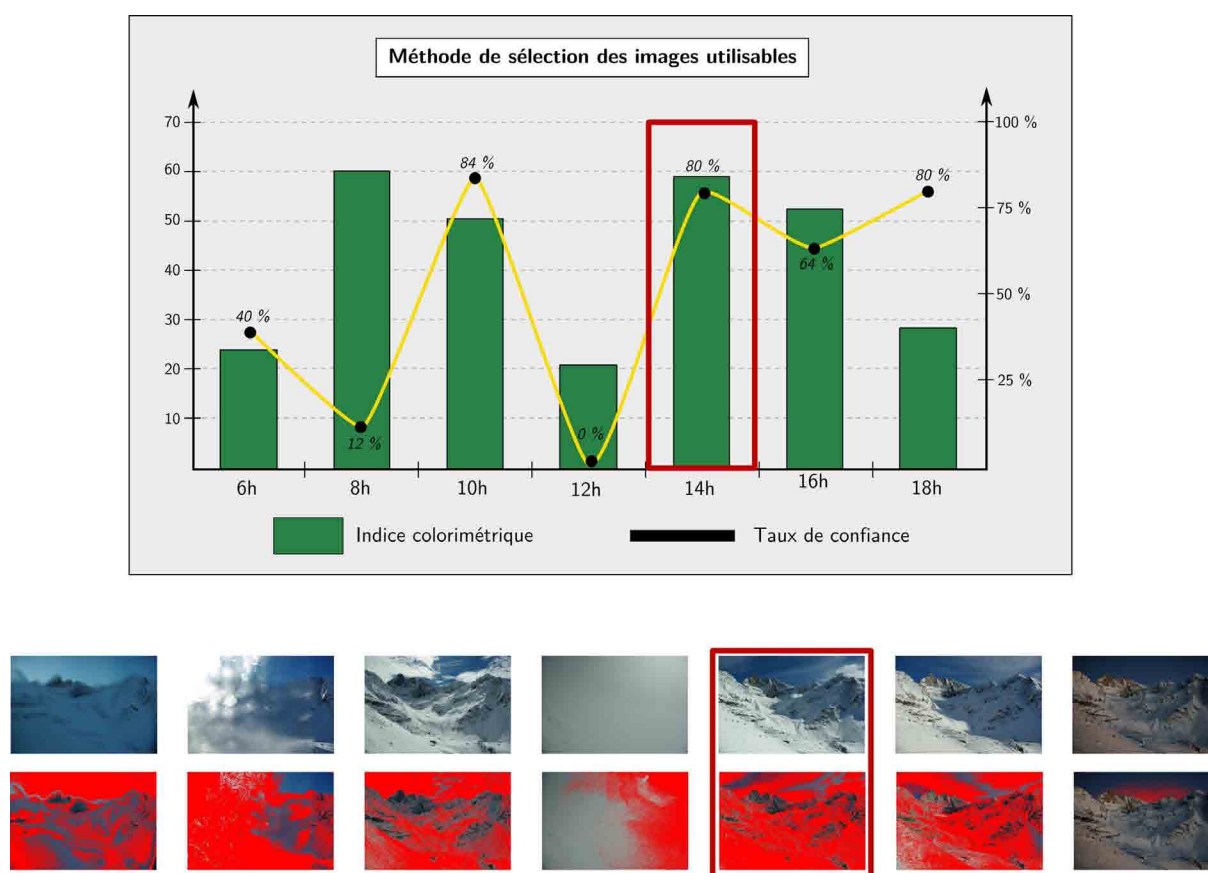 Méthode de sélection des images utilisables
70
60
50
40
30
20
10
100 %
75 %
50 %
25 %
40 %
12 %
84 %
0 %
80 %
64 %
80 %
6h
8h
10h
12h
14h
16h
18h
Indice colorimétrique
Taux de confiance